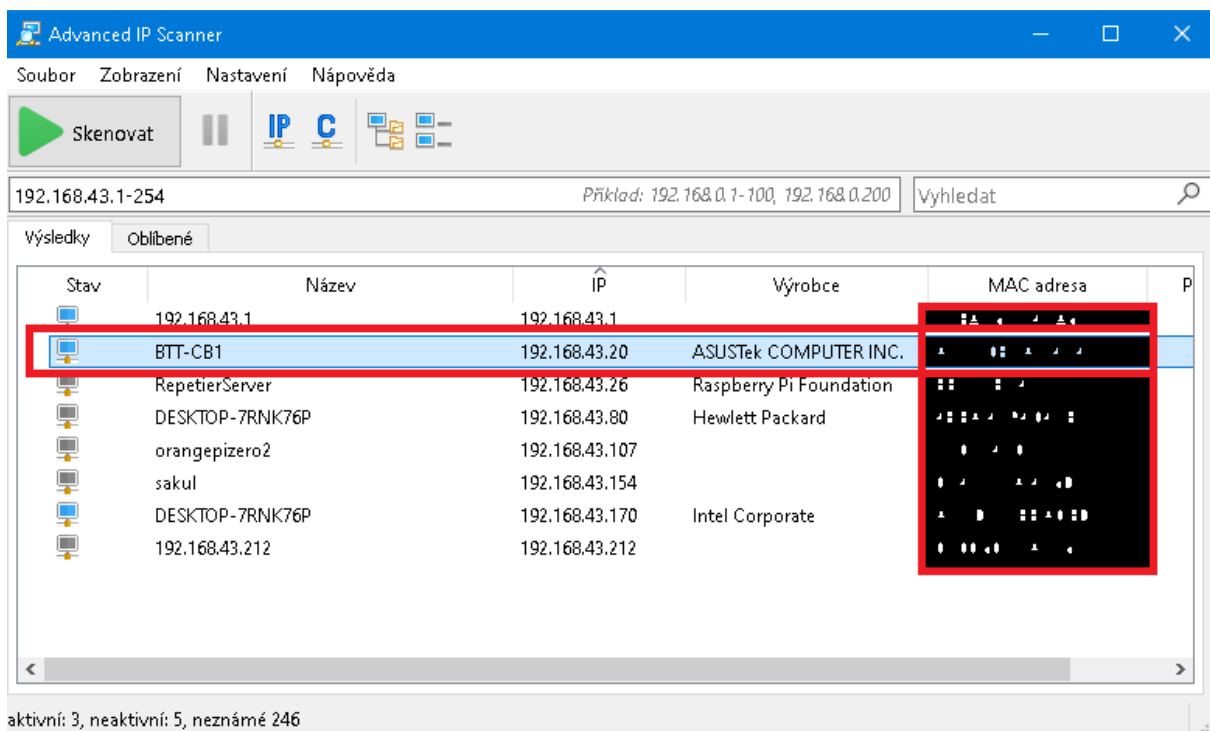 Advanced IP Scanner
Soubor Zobrazení Nastavení Nápověda
Skenovat IP C
192.168.43.1-254 Příklad: 192.168.0.1-100, 192.168.0.200 Vyhledat
Výsledky Oblíbené
Stav Název IP Výrobce MAC adresa P
192.168.43.1 192.168.43.1
BTT-CB1 192.168.43.20 ASUSTek COMPUTER INC.
RepetierServer 192.168.43.26 Raspberry Pi Foundation
DESKTOP-7RNK76P 192.168.43.80 Hewlett Packard
orangepizero2 192.168.43.107
sakul 192.168.43.154
DESKTOP-7RNK76P 192.168.43.170 Intel Corporate
192.168.43.212 192.168.43.212
aktivní: 3, neaktivní: 5, neznámé 246